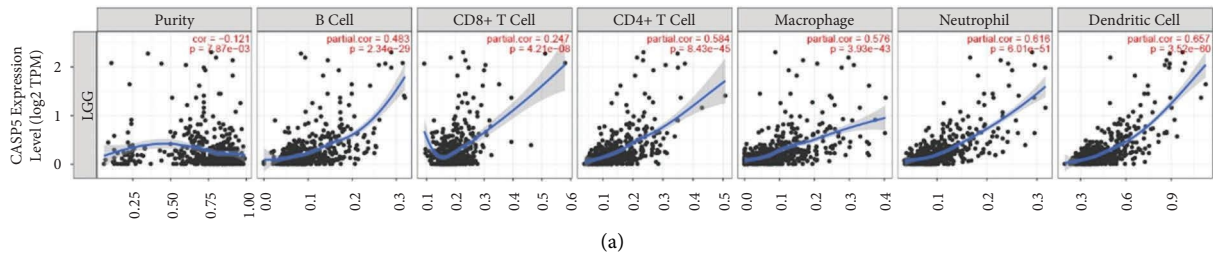 Purity
B Cell
CD8+ T Cell
CD4+ T Cell
Macrophage
Neutrophil
Dendritic Cell
CASP5 Expression
Level (log2 TPM)
LGG
2
1
0
cor = −0.121
p = 7.87e−03
partial.cor = 0.483
p = 2.34e−29
partial.cor = 0.247
p = 4.21e−08
partial.cor = 0.584
p = 8.43e−45
partial.cor = 0.576
p = 3.93e−43
partial.cor = 0.616
p = 6.01e−51
partial.cor = 0.657
p = 3.52e−60
0.25 0.50 0.75 1.00
0.0 0.1 0.2 0.3
0.1 0.2 0.3 0.4 0.5 0.6
0.0 0.1 0.2 0.3 0.4 0.5
0.0 0.1 0.2 0.3 0.4
0.1 0.2 0.3
0.3 0.6 0.9
(a)